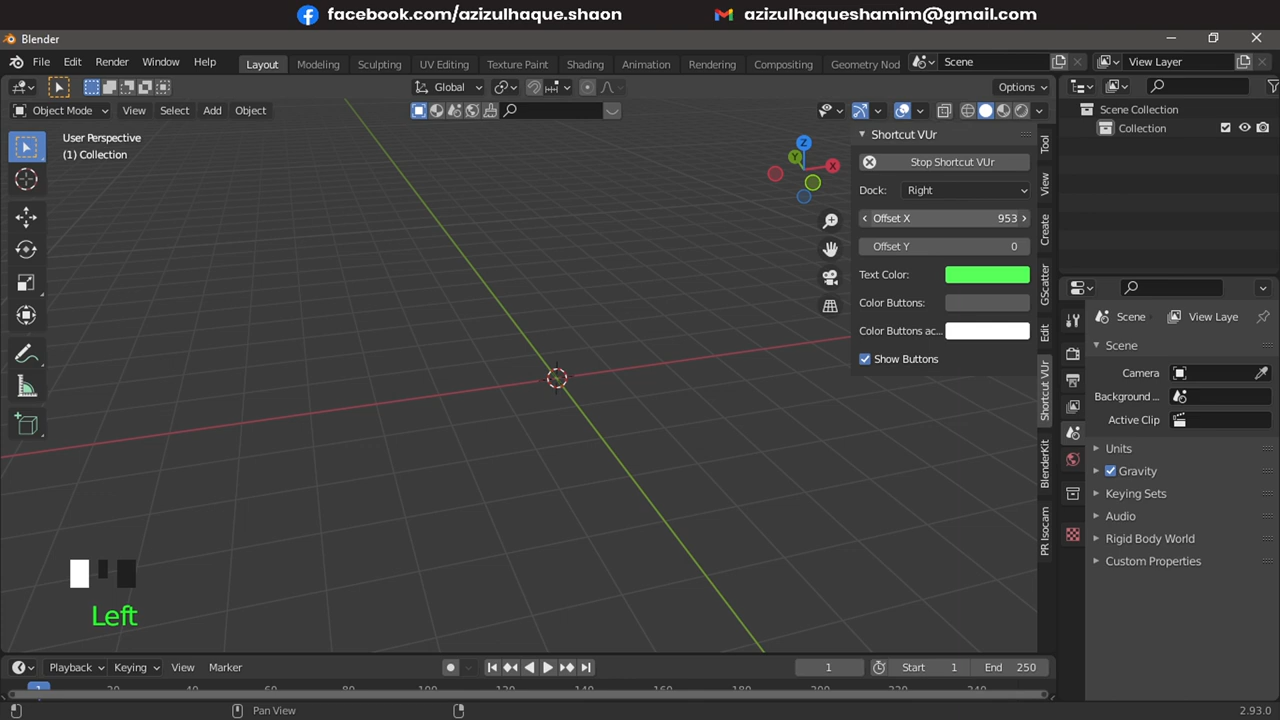 facebook.com/azizulhaque.shaon
azizulhaqueshamim@gmail.com
Blender
File Edit Render Window Help
Layout Modeling Sculpting UV Editing Texture Paint Shading Animation Rendering Compositing Geometry Nod
Scene
View Layer
Global
Options
Object Mode View Select Add Object
User Perspective
(1) Collection
Z
Y
X
Shortcut VUr
Stop Shortcut VUr
Dock: Right
Offset X 953
Offset Y 0
Text Color:
Color Buttons:
Color Buttons ac...
Show Buttons
Tool
View
Create
GScatter
Edit
Shortcut VUr
BlenderKit
PR Isocam
Scene Collection
Collection
Scene View Laye
Scene
Camera
Background ...
Active Clip
Units
Gravity
Keying Sets
Audio
Rigid Body World
Custom Properties
Left
Playback Keying View Marker
1
Start 1
End 250
1 20 80 100 120 140 160 180 200 220 240
Pan View
2.93.0